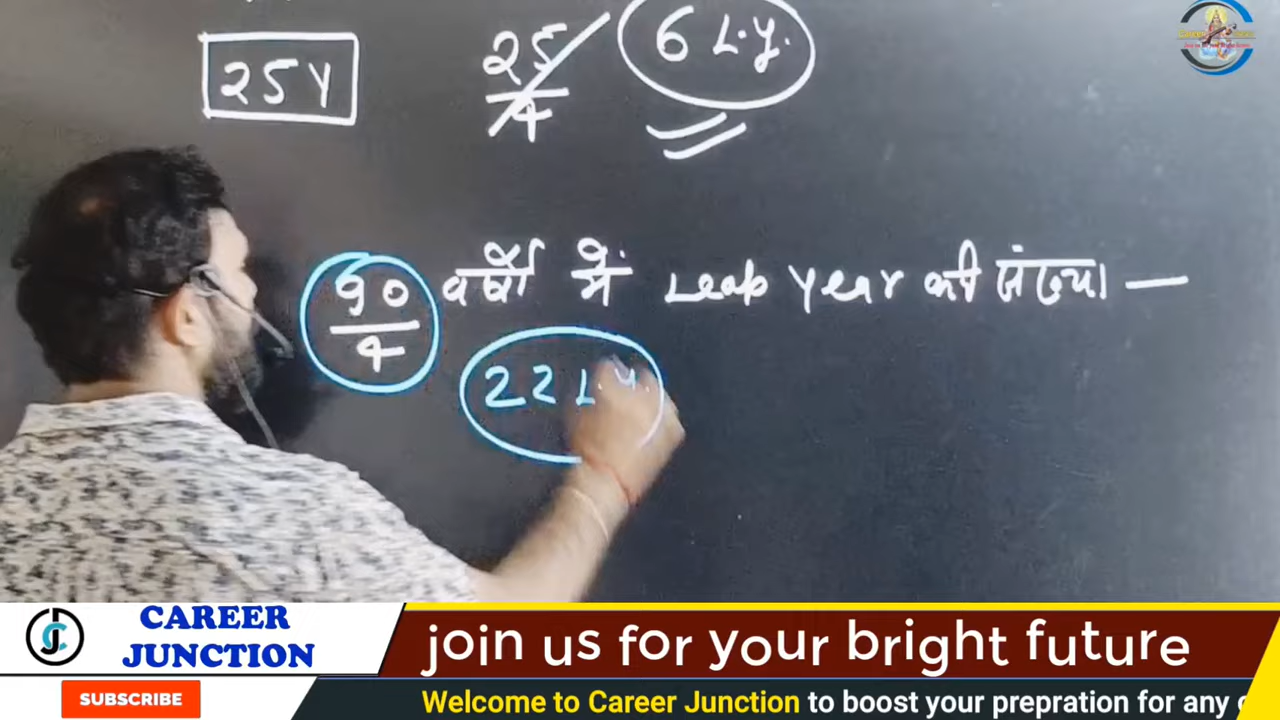 25Y
25/4
6 L.y.
90/4 वर्षो में Leap Year की संख्या —
22 L.y.
CAREER JUNCTION
join us for your bright future
SUBSCRIBE
Welcome to Career Junction to boost your prepration for any